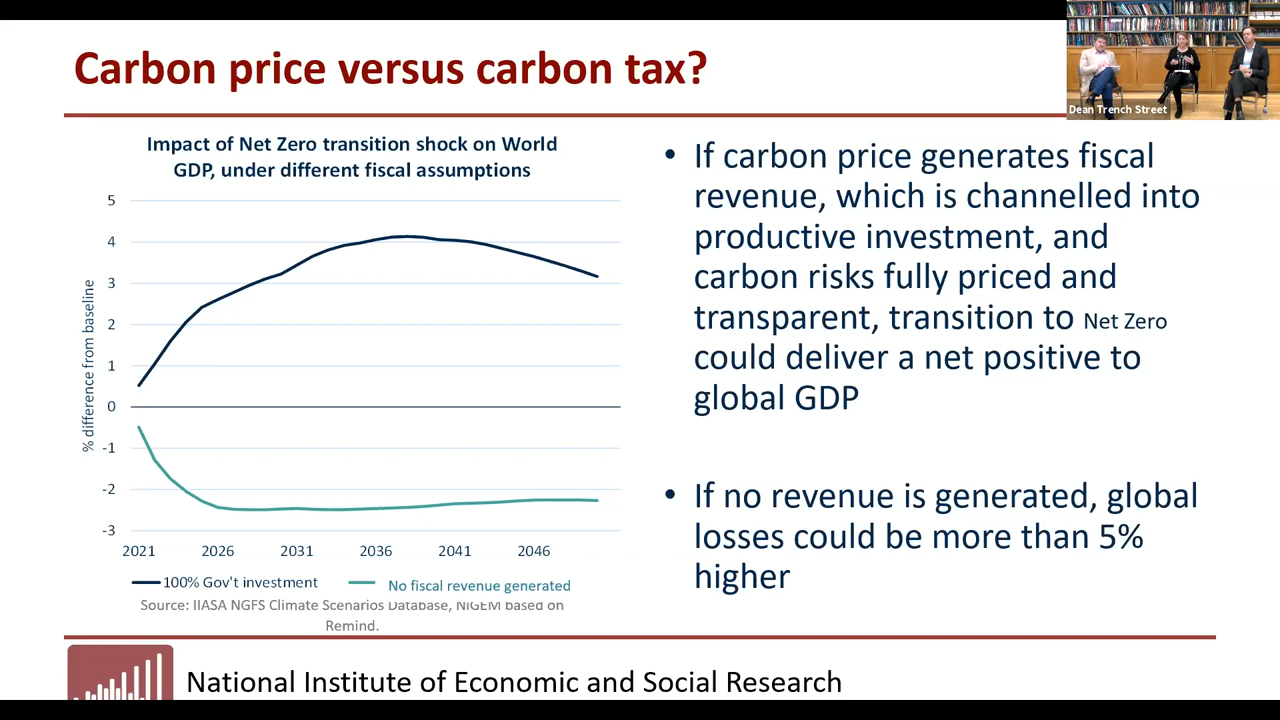 Carbon price versus carbon tax?
Dean Trench Street
Impact of Net Zero transition shock on World
GDP, under different fiscal assumptions
% difference from baseline
5
4
3
2
1
0
-1
-2
-3
2021 2026 2031 2036 2041 2046
100% Gov't investment No fiscal revenue generated
Source: IIASA NGFS Climate Scenarios Database, NiGEM based on
Remind.
• If carbon price generates fiscal
revenue, which is channelled into
productive investment, and
carbon risks fully priced and
transparent, transition to Net Zero
could deliver a net positive to
global GDP
• If no revenue is generated, global
losses could be more than 5%
higher
National Institute of Economic and Social Research